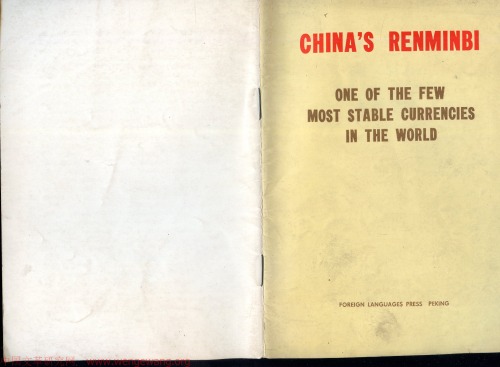 CHINA'S RENMINBI
ONE OF THE FEW
MOST STABLE CURRENCIES
IN THE WORLD
FOREIGN LANGUAGES PRESS PEKING